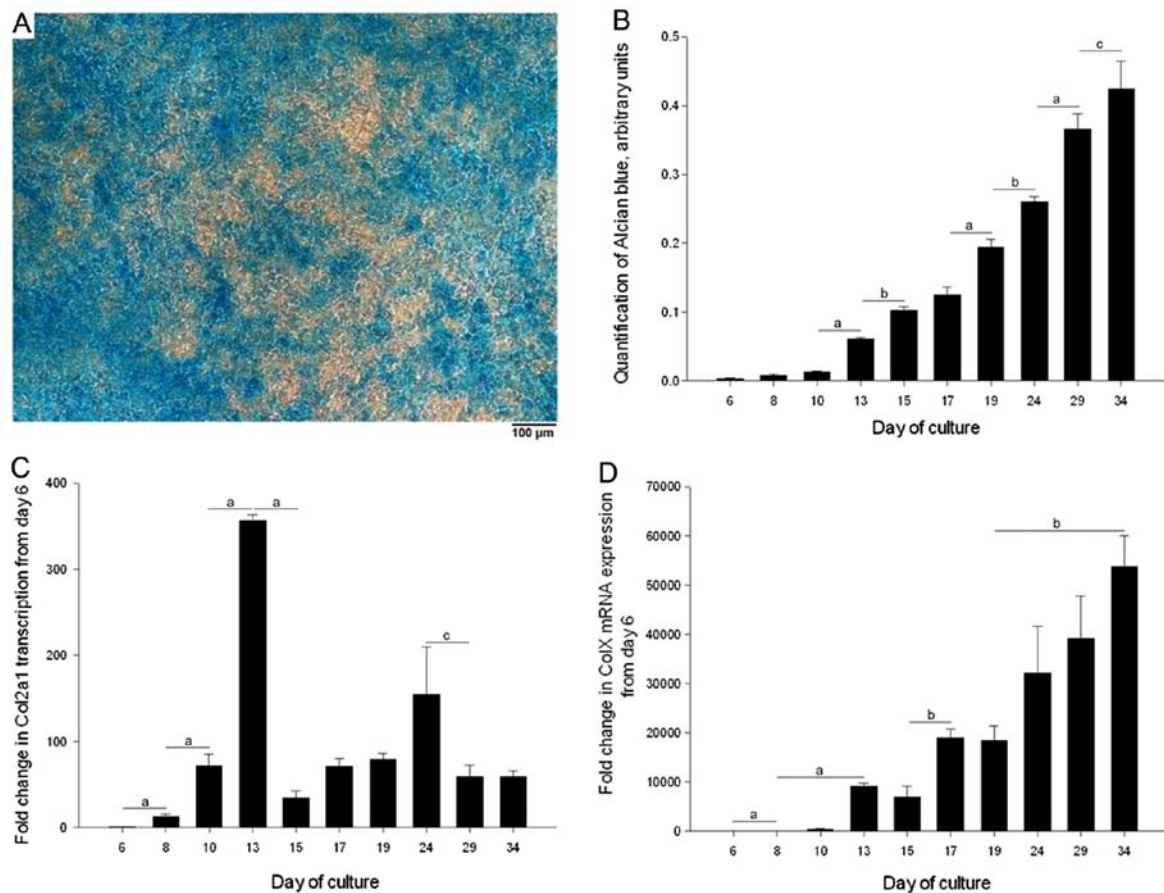 A
100 µm
B
Quantification of Alcian blue, arbitrary units
0.5
0.4
0.3
0.2
0.1
0.0
a
b
a
b
a
c
6 8 10 13 15 17 19 24 29 34
Day of culture
C
Fold change in Col2a1 transcription from day 6
400
300
200
100
0
a
a
a
a
c
6 8 10 13 15 17 19 24 29 34
Day of culture
D
Fold change in ColX mRNA expression
from day 6
70000
60000
50000
40000
30000
20000
10000
0
a
a
b
b
6 8 10 13 15 17 19 24 29 34
Day of culture